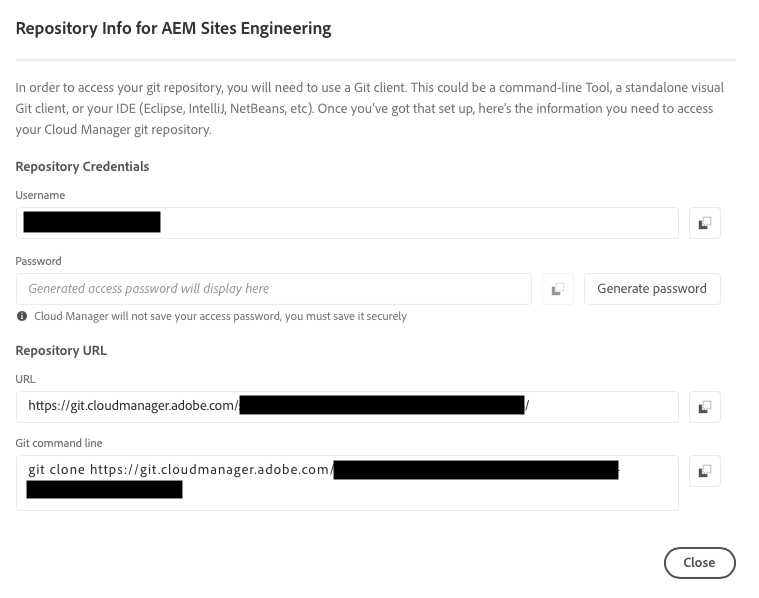 Repository Info for AEM Sites Engineering
In order to access your git repository, you will need to use a Git client. This could be a command-line Tool, a standalone visual
Git client, or your IDE (Eclipse, IntelliJ, NetBeans, etc). Once you've got that set up, here's the information you need to access
your Cloud Manager git repository.
Repository Credentials
Username
Password
Generated access password will display here
Generate password
Cloud Manager will not save your access password, you must save it securely
Repository URL
URL
https://git.cloudmanager.adobe.com/ /
Git command line
git clone https://git.cloudmanager.adobe.com/
Close